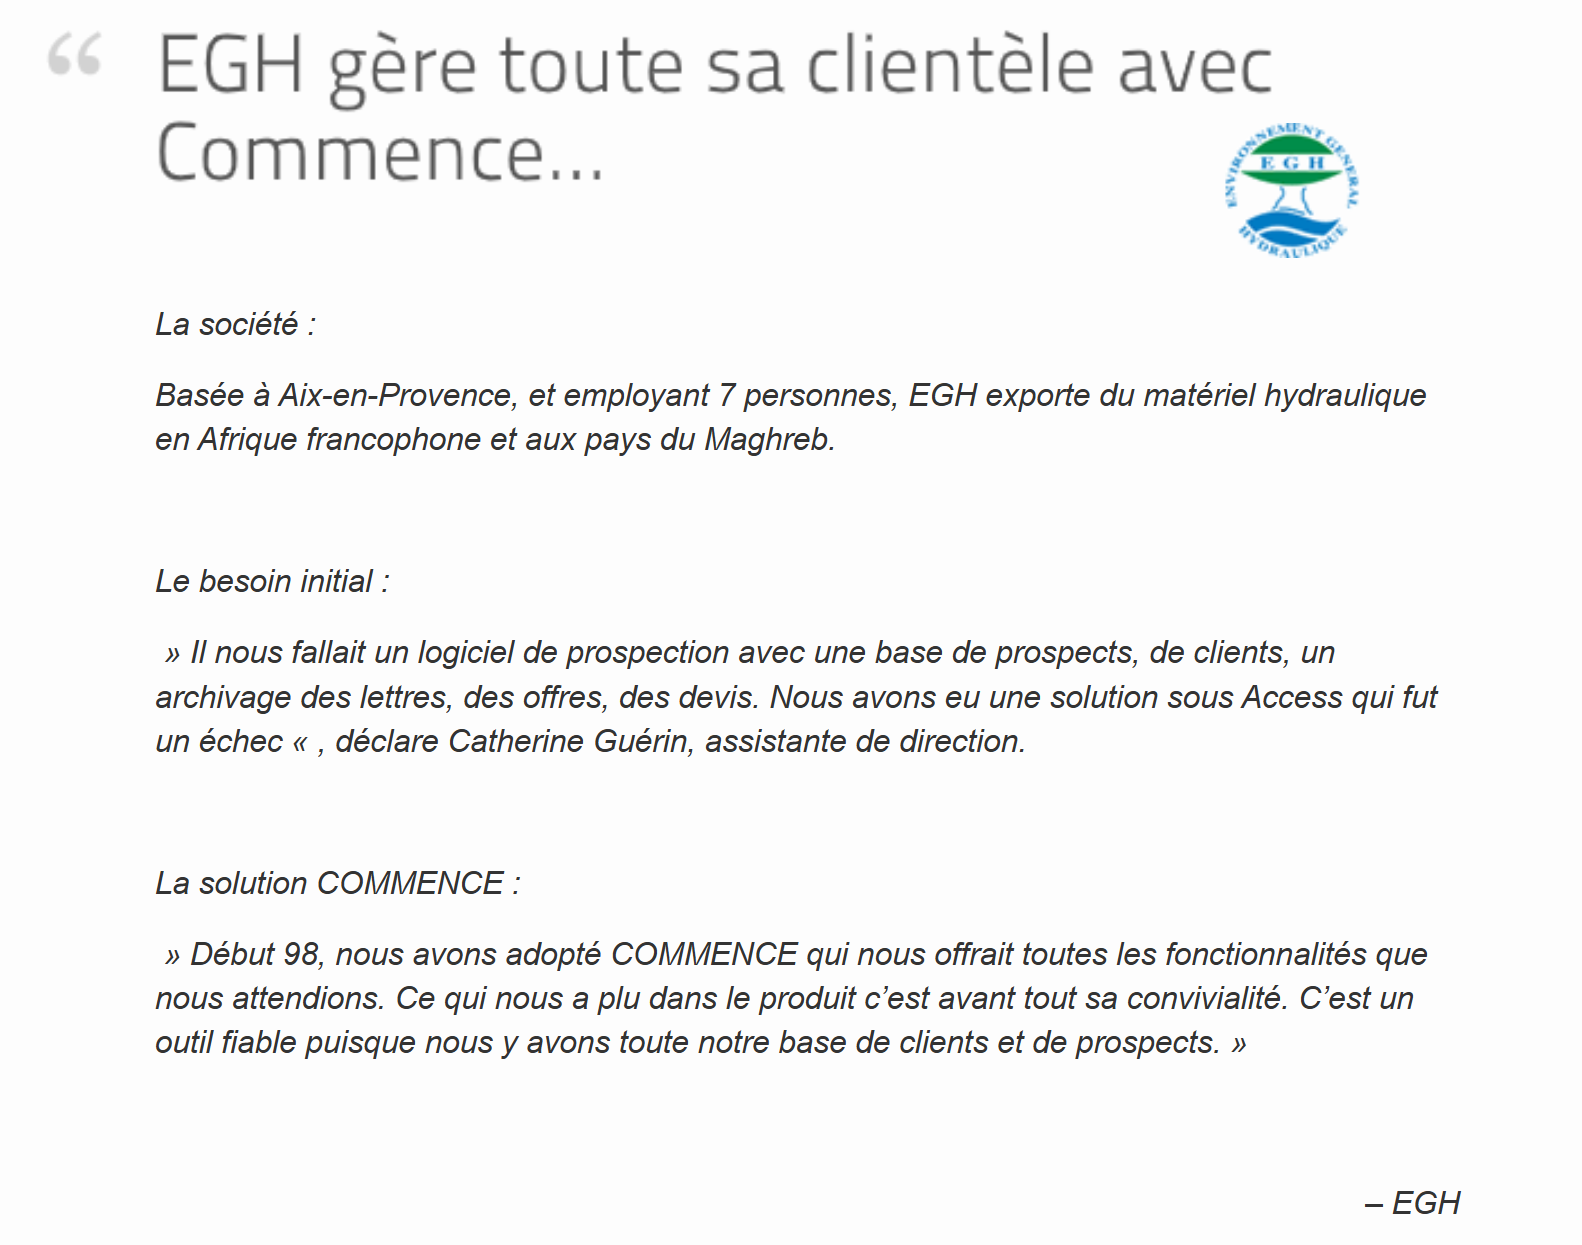 “ EGH gère toute sa clientèle avec
Commence...
ENVIRONNEMENT GENERAL
E G H
HYDRAULIQUE
La société :
Basée à Aix-en-Provence, et employant 7 personnes, EGH exporte du matériel hydraulique
en Afrique francophone et aux pays du Maghreb.
Le besoin initial :
» Il nous fallait un logiciel de prospection avec une base de prospects, de clients, un
archivage des lettres, des offres, des devis. Nous avons eu une solution sous Access qui fut
un échec « , déclare Catherine Guérin, assistante de direction.
La solution COMMENCE :
» Début 98, nous avons adopté COMMENCE qui nous offrait toutes les fonctionnalités que
nous attendions. Ce qui nous a plu dans le produit c’est avant tout sa convivialité. C’est un
outil fiable puisque nous y avons toute notre base de clients et de prospects. »
– EGH